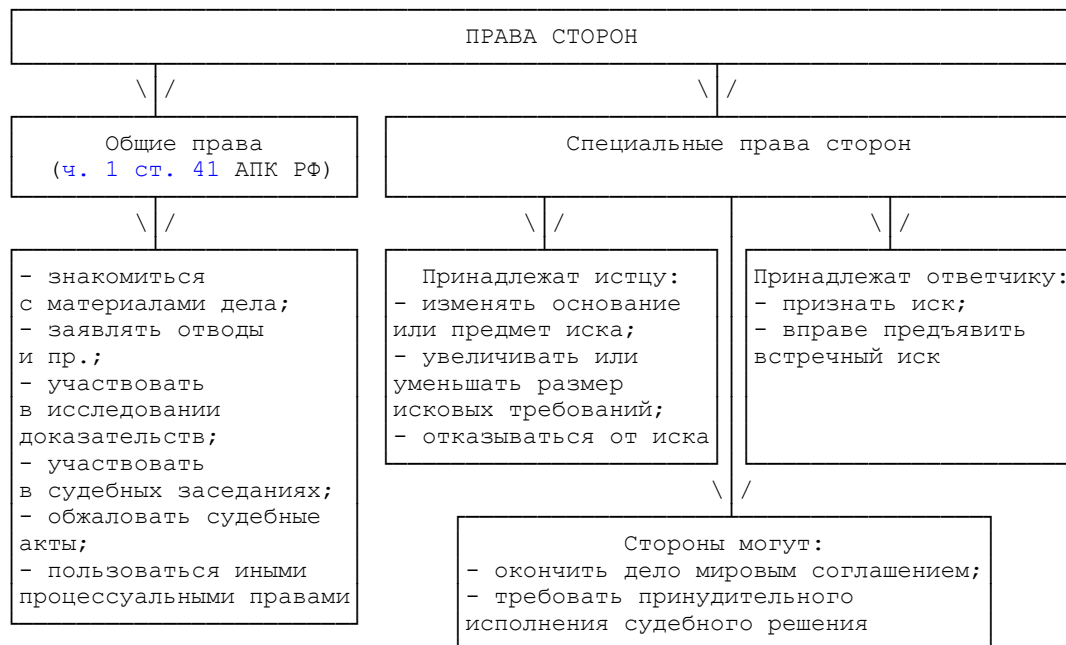 ПРАВА СТОРОН
Общие права
(ч. 1 ст. 41 АПК РФ)
Специальные права сторон
- знакомиться
с материалами дела;
- заявлять отводы
и пр.;
- участвовать
в исследовании
доказательств;
- участвовать
в судебных заседаниях;
- обжаловать судебные
акты;
- пользоваться иными
процессуальными правами
Принадлежат истцу:
- изменять основание
или предмет иска;
- увеличивать или
уменьшать размер
исковых требований;
- отказываться от иска
Принадлежат ответчику:
- признать иск;
- вправе предъявить
встречный иск
Стороны могут:
- окончить дело мировым соглашением;
- требовать принудительного
исполнения судебного решения